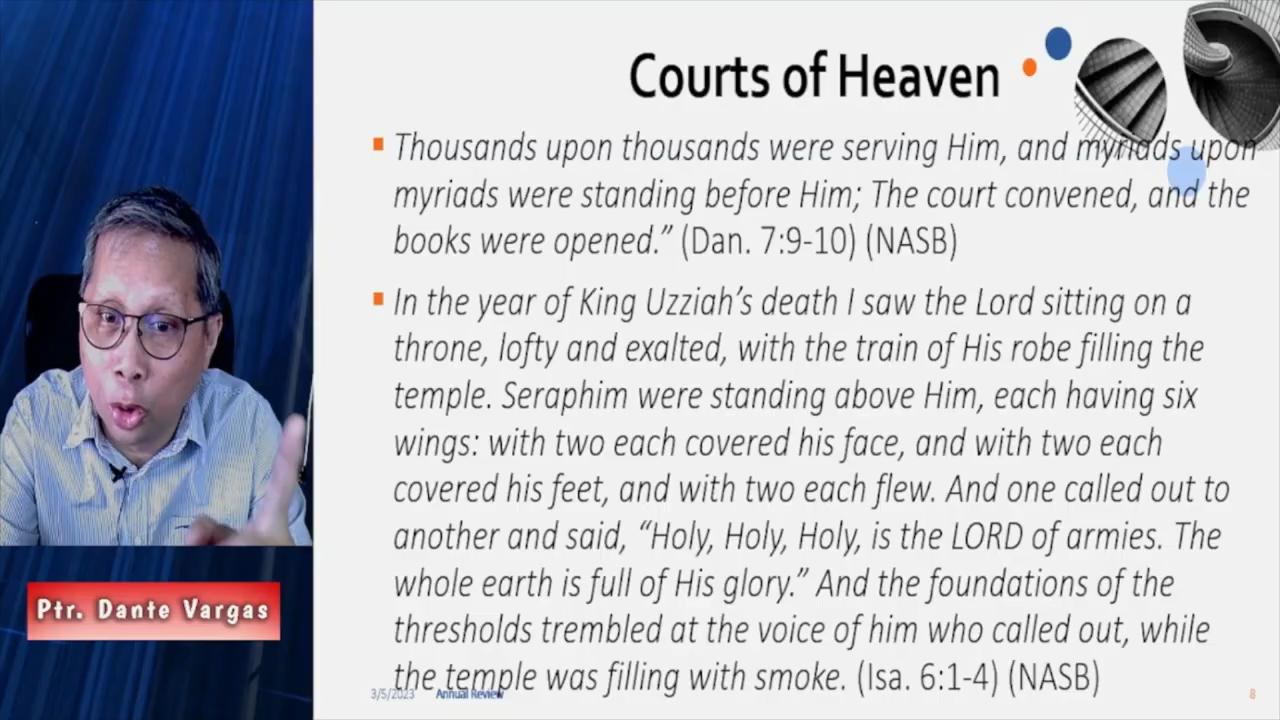 Courts of Heaven
▪ Thousands upon thousands were serving Him, and myriads upon
myriads were standing before Him; The court convened, and the
books were opened.” (Dan. 7:9-10) (NASB)
▪ In the year of King Uzziah’s death I saw the Lord sitting on a
throne, lofty and exalted, with the train of His robe filling the
temple. Seraphim were standing above Him, each having six
wings: with two each covered his face, and with two each
covered his feet, and with two each flew. And one called out to
another and said, “Holy, Holy, Holy, is the LORD of armies. The
whole earth is full of His glory.” And the foundations of the
thresholds trembled at the voice of him who called out, while
the temple was filling with smoke. (Isa. 6:1-4) (NASB)
3/5/2023 Annual Review 8
Ptr. Dante Vargas